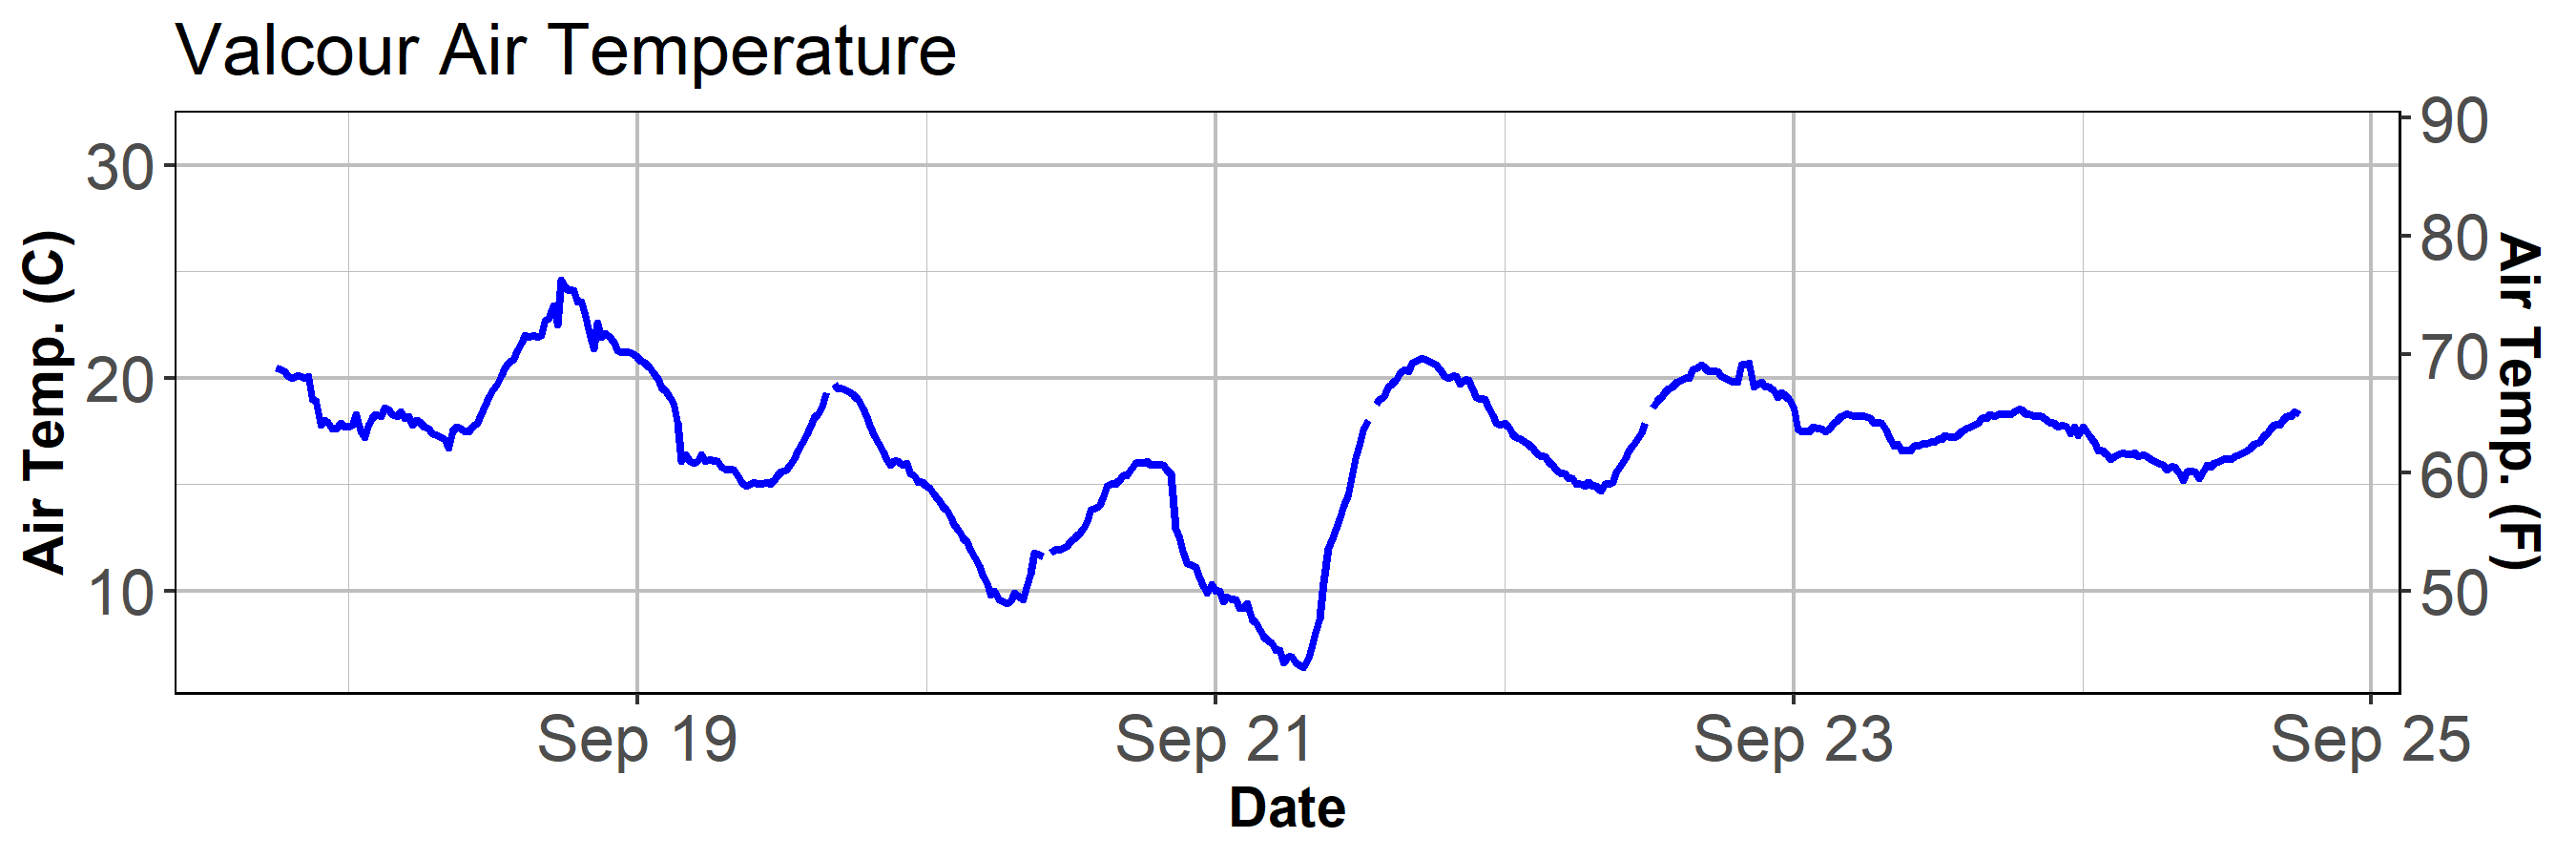 Valcour Air Temperature
Air Temp. (C)
30
20
10
90
80
70
60
50
Air Temp. (F)
Sep 19
Sep 21
Sep 23
Sep 25
Date